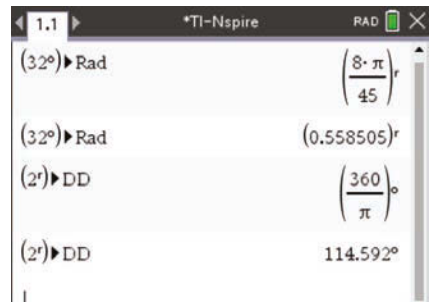 1.1 *TI-Nspire RAD
(32°)▶Rad (8·π/45)ʳ
(32°)▶Rad (0.558505)ʳ
(2ʳ)▶DD (360/π)°
(2ʳ)▶DD 114.592°